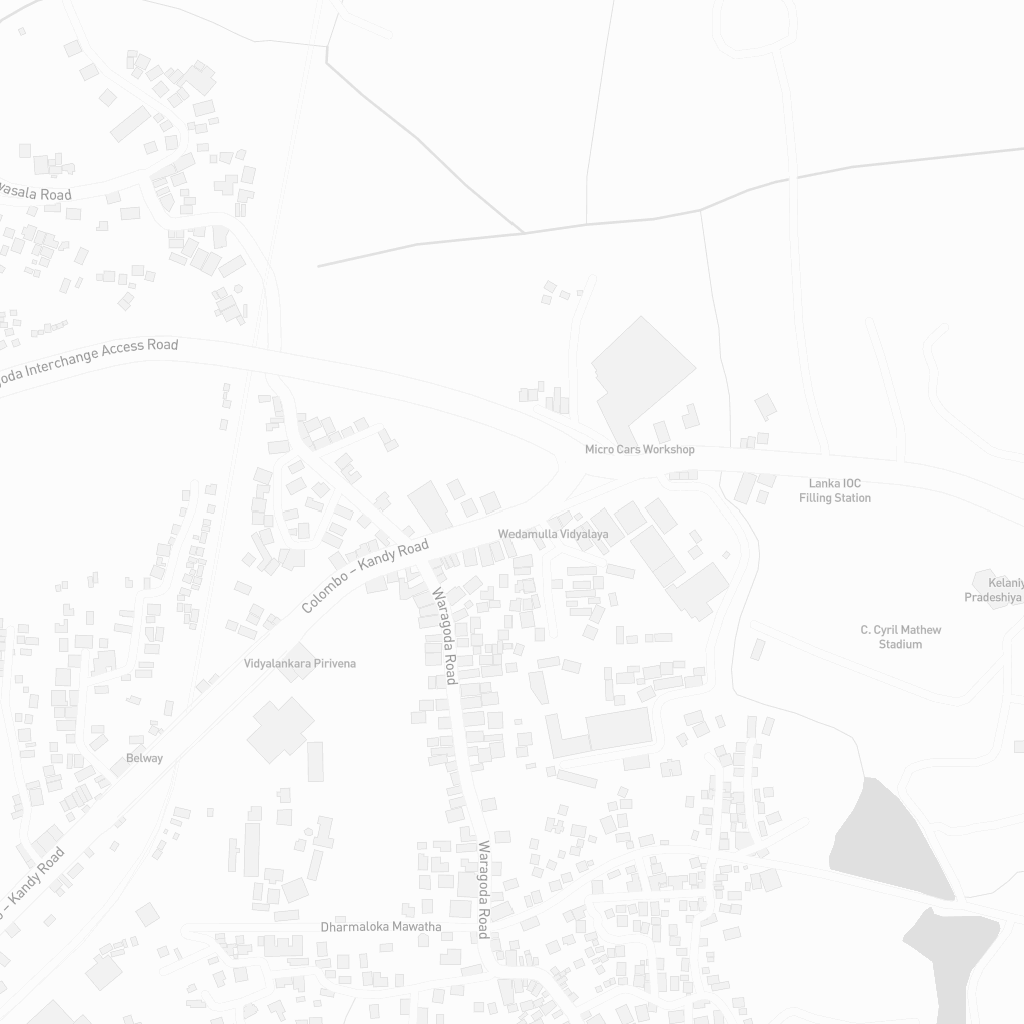 wasala Road
oda Interchange Access Road
Micro Cars Workshop
Lanka IOC
Filling Station
Wedamulla Vidyalaya
Colombo – Kandy Road
Waragoda Road
Kelaniy
Pradeshiya
C. Cyril Mathew
Stadium
Vidyalankara Pirivena
Belway
– Kandy Road
Waragoda Road
Dharmaloka Mawatha